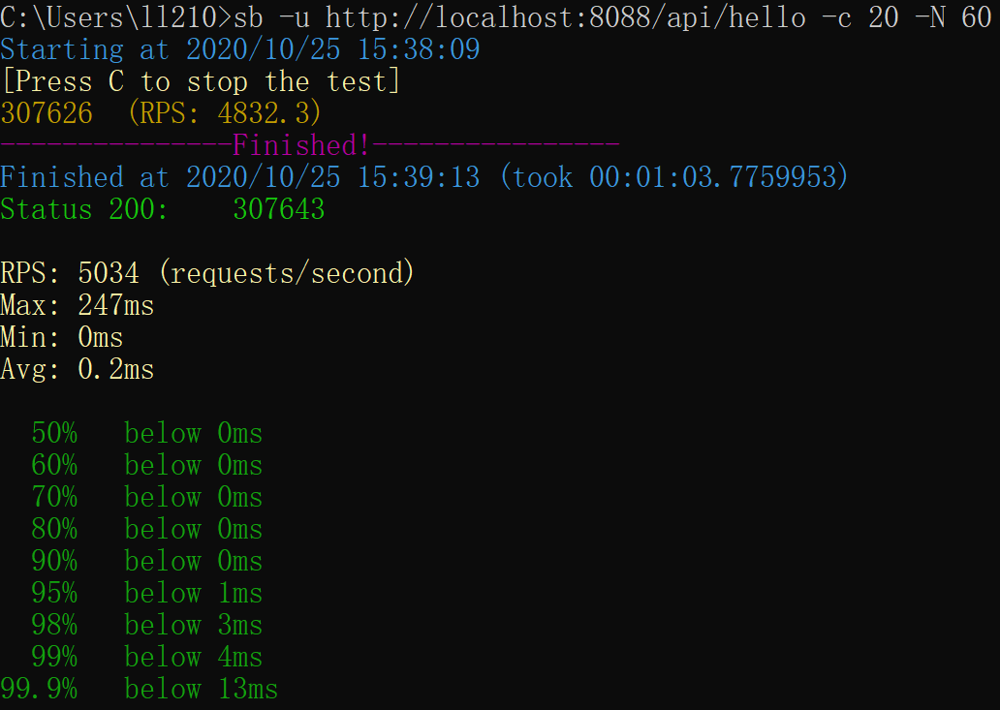 C:\Users\ll210>sb -u http://localhost:8088/api/hello -c 20 -N 60
Starting at 2020/10/25 15:38:09
[Press C to stop the test]
307626  (RPS: 4832.3)
---------------Finished!----------------
Finished at 2020/10/25 15:39:13 (took 00:01:03.7759953)
Status 200:    307643
RPS: 5034 (requests/second)
Max: 247ms
Min: 0ms
Avg: 0.2ms
50%   below 0ms
60%   below 0ms
70%   below 0ms
80%   below 0ms
90%   below 0ms
95%   below 1ms
98%   below 3ms
99%   below 4ms
99.9%   below 13ms